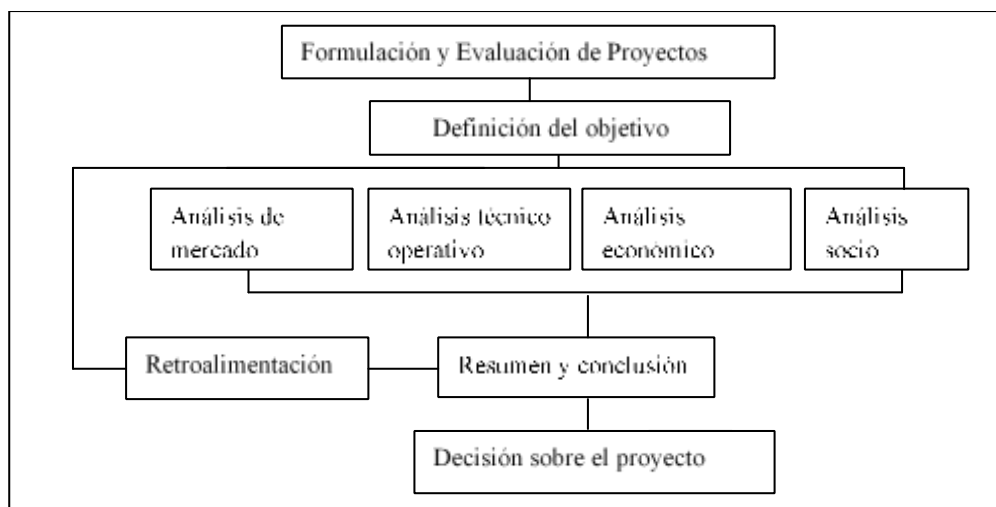 Formulación y Evaluación de Proyectos
Definición del objetivo
Análisis de
mercado
Análisis técnico
operativo
Análisis
económico
Análisis
socio
Retroalimentación
Resumen y conclusión
Decisión sobre el proyecto